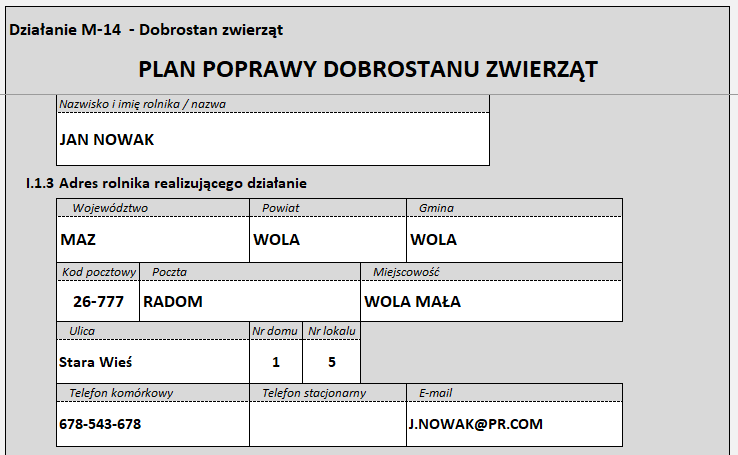 Działanie M-14 - Dobrostan zwierząt
PLAN POPRAWY DOBROSTANU ZWIERZĄT
Nazwisko i imię rolnika / nazwa
JAN NOWAK
I.1.3 Adres rolnika realizującego działanie
Województwo Powiat Gmina
MAZ WOLA WOLA
Kod pocztowy Poczta Miejscowość
26-777 RADOM WOLA MAŁA
Ulica Nr domu Nr lokalu
Stara Wieś 1 5
Telefon komórkowy Telefon stacjonarny E-mail
678-543-678 J.NOWAK@PR.COM